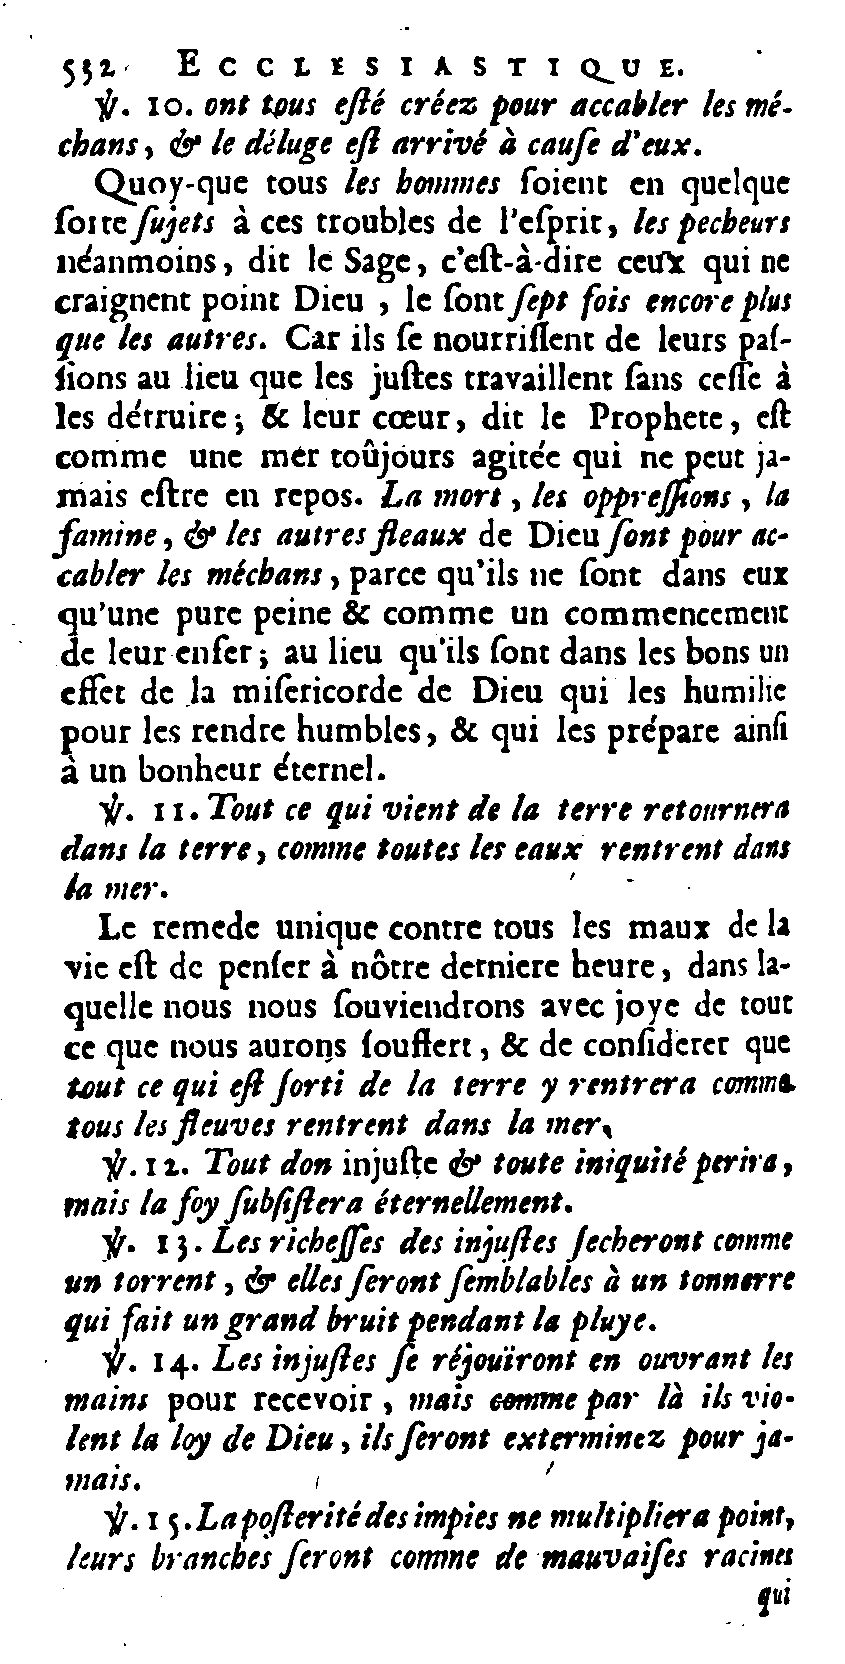 532 ECCLESIASTIQUE.
℣. 10. ont tous eſté créez pour accabler les mé-
chans, & le déluge eſt arrivé à cauſe d'eux.
Quoy-que tous les hommes ſoient en quelque
ſorte ſujets à ces troubles de l'eſprit, les pecheurs
néanmoins, dit le Sage, c'eſt-à-dire ceux qui ne
craignent point Dieu, le ſont ſept fois encore plus
que les autres. Car ils ſe nourriſſent de leurs paſ-
ſions au lieu que les juſtes travaillent ſans ceſſe à
les détruire; & leur cœur, dit le Prophete, eſt
comme une mer toûjours agitée qui ne peut ja-
mais eſtre en repos. La mort, les oppreſſions, la
famine, & les autres fleaux de Dieu ſont pour ac-
cabler les méchans, parce qu'ils ne ſont dans eux
qu'une pure peine & comme un commencement
de leur enfer; au lieu qu'ils ſont dans les bons un
effet de la miſericorde de Dieu qui les humilie
pour les rendre humbles, & qui les prépare ainſi
à un bonheur éternel.
℣. 11. Tout ce qui vient de la terre retournera
dans la terre, comme toutes les eaux rentrent dans
la mer.
Le remede unique contre tous les maux de la
vie eſt de penſer à nôtre derniere heure, dans la-
quelle nous nous ſouviendrons avec joye de tout
ce que nous aurons ſouffert, & de conſiderer que
tout ce qui eſt ſorti de la terre y rentrera comme
tous les fleuves rentrent dans la mer.
℣. 12. Tout don injuſte & toute iniquité perira,
mais la foy ſubſiſtera éternellement.
℣. 13. Les richeſſes des injuſtes ſecheront comme
un torrent, & elles ſeront ſemblables à un tonnerre
qui fait un grand bruit pendant la pluye.
℣. 14. Les injuſtes ſe réjouïront en ouvrant les
mains pour recevoir, mais comme par là ils vio-
lent la loy de Dieu, ils ſeront exterminez pour ja-
mais.
℣. 15. La poſterité des impies ne multipliera point,
leurs branches ſeront comme de mauvaiſes racines
qui